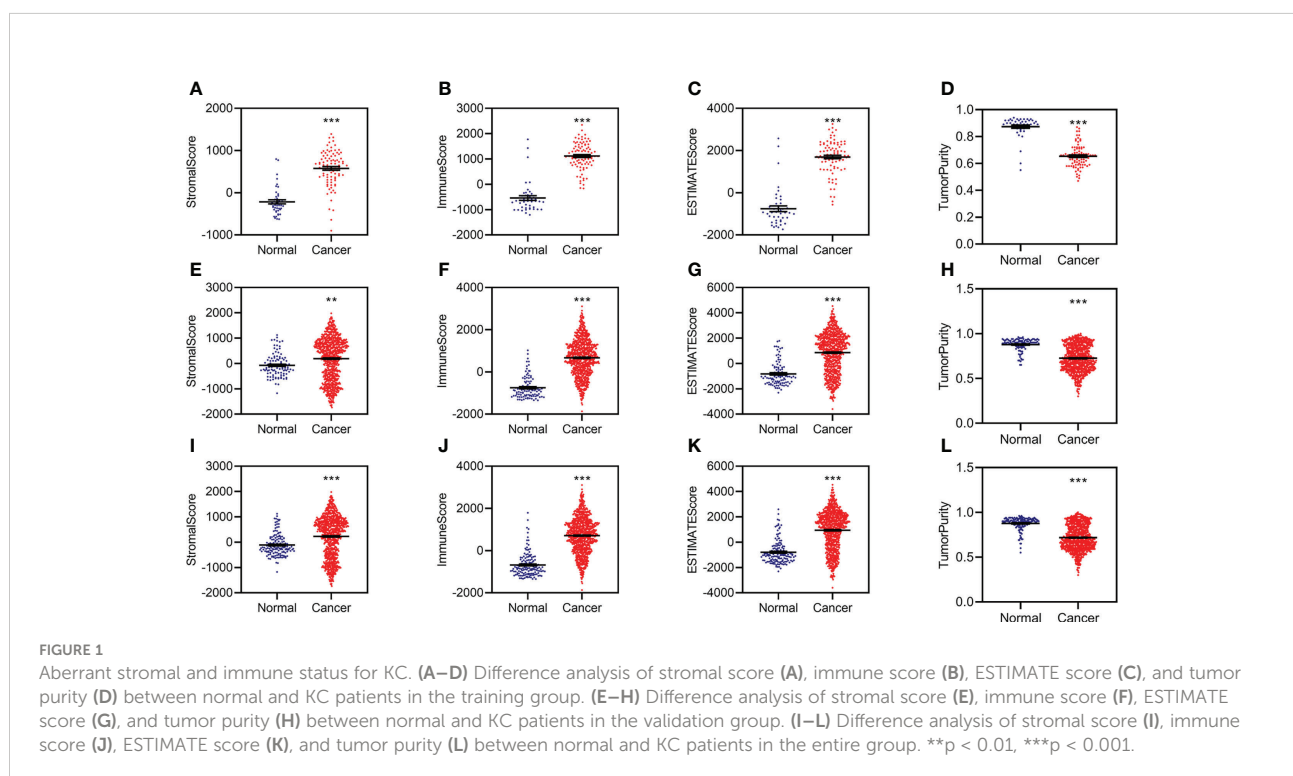 A
B
C
D
StromalScore
2000
1000
0
-1000
***
Normal Cancer
ImmuneScore
3000
2000
1000
0
-1000
-2000
***
Normal Cancer
ESTIMATEScore
4000
2000
0
-2000
***
Normal Cancer
TumorPurity
1.0
0.8
0.6
0.4
0.2
0.0
***
Normal Cancer
E
F
G
H
StromalScore
3000
2000
1000
0
-1000
-2000
**
Normal Cancer
ImmuneScore
4000
2000
0
-2000
***
Normal Cancer
ESTIMATEScore
6000
4000
2000
0
-2000
-4000
***
Normal Cancer
TumorPurity
1.5
1.0
0.5
0.0
***
Normal Cancer
I
J
K
L
StromalScore
3000
2000
1000
0
-1000
-2000
***
Normal Cancer
ImmuneScore
4000
2000
0
-2000
***
Normal Cancer
ESTIMATEScore
6000
4000
2000
0
-2000
-4000
***
Normal Cancer
TumorPurity
1.5
1.0
0.5
0.0
***
Normal Cancer
FIGURE 1
Aberrant stromal and immune status for KC. (A–D) Difference analysis of stromal score (A), immune score (B), ESTIMATE score (C), and tumor
purity (D) between normal and KC patients in the training group. (E–H) Difference analysis of stromal score (E), immune score (F), ESTIMATE
score (G), and tumor purity (H) between normal and KC patients in the validation group. (I–L) Difference analysis of stromal score (I), immune
score (J), ESTIMATE score (K), and tumor purity (L) between normal and KC patients in the entire group. **p < 0.01, ***p < 0.001.